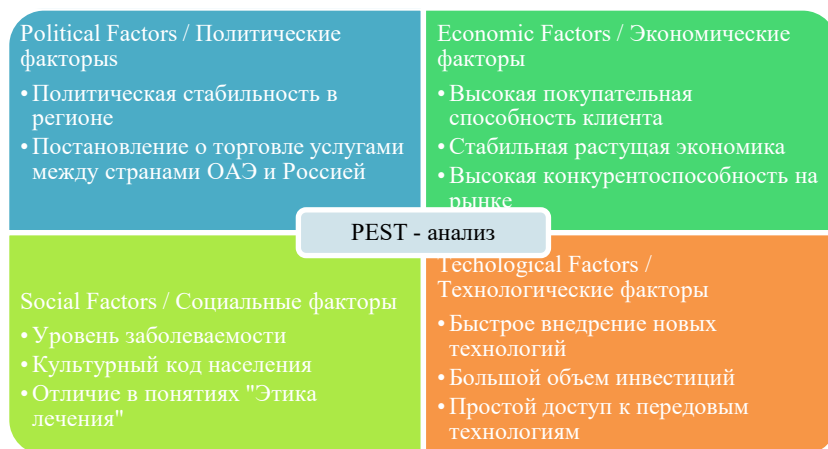 Political Factors / Политические
факторыs
• Политическая стабильность в
регионе
• Постановление о торговле услугами
между странами ОАЭ и Россией
Economic Factors / Экономические
факторы
• Высокая покупательная
способность клиента
• Стабильная растущая экономика
• Высокая конкурентоспособность на
рынке
PEST - анализ
Social Factors / Социальные факторы
• Уровень заболеваемости
• Культурный код населения
• Отличие в понятиях "Этика
лечения"
Techological Factors /
Технологические факторы
• Быстрое внедрение новых
технологий
• Большой объем инвестиций
• Простой доступ к передовым
технологиям